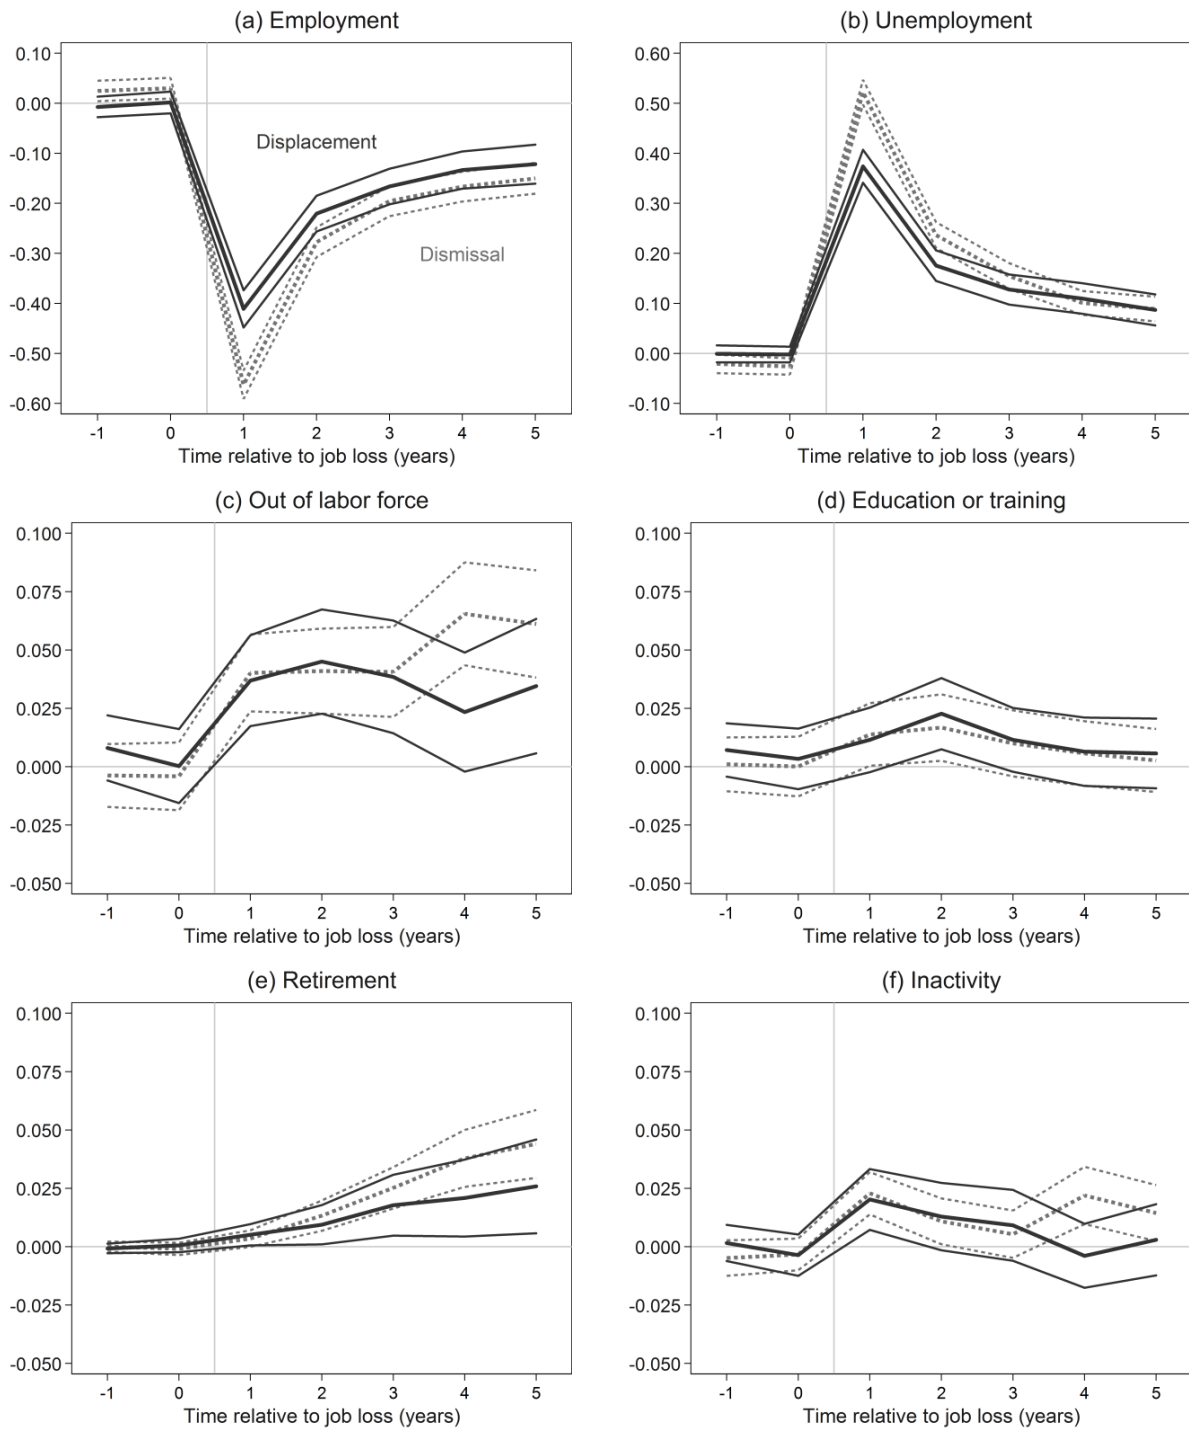 (a) Employment
0.10
0.00
-0.10
-0.20
-0.30
-0.40
-0.50
-0.60
Displacement
Dismissal
-1 0 1 2 3 4 5
Time relative to job loss (years)
(b) Unemployment
0.60
0.50
0.40
0.30
0.20
0.10
0.00
-0.10
-1 0 1 2 3 4 5
Time relative to job loss (years)
(c) Out of labor force
0.100
0.075
0.050
0.025
0.000
-0.025
-0.050
-1 0 1 2 3 4 5
Time relative to job loss (years)
(d) Education or training
0.100
0.075
0.050
0.025
0.000
-0.025
-0.050
-1 0 1 2 3 4 5
Time relative to job loss (years)
(e) Retirement
0.100
0.075
0.050
0.025
0.000
-0.025
-0.050
-1 0 1 2 3 4 5
Time relative to job loss (years)
(f) Inactivity
0.100
0.075
0.050
0.025
0.000
-0.025
-0.050
-1 0 1 2 3 4 5
Time relative to job loss (years)